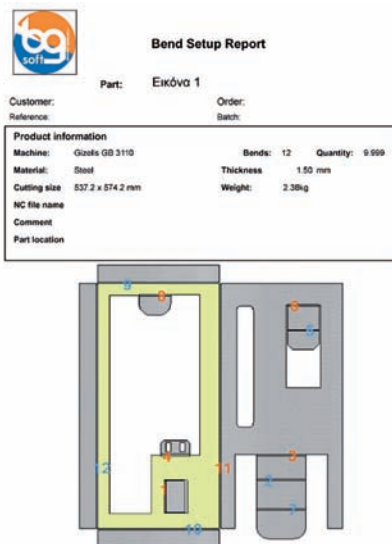 bg
soft
Bend Setup Report
Part: Εικόνα 1
Customer: Order:
Reference: Batch:
Product information
Machine: Gizelis GB 3110 Bends: 12 Quantity: 9.999
Material: Steel Thickness 1.50 mm
Cutting size 537.2 x 574.2 mm Weight: 2.38kg
NC file name
Comment
Part location
9
8
6
5
4
3
12
11
2
1
7
10